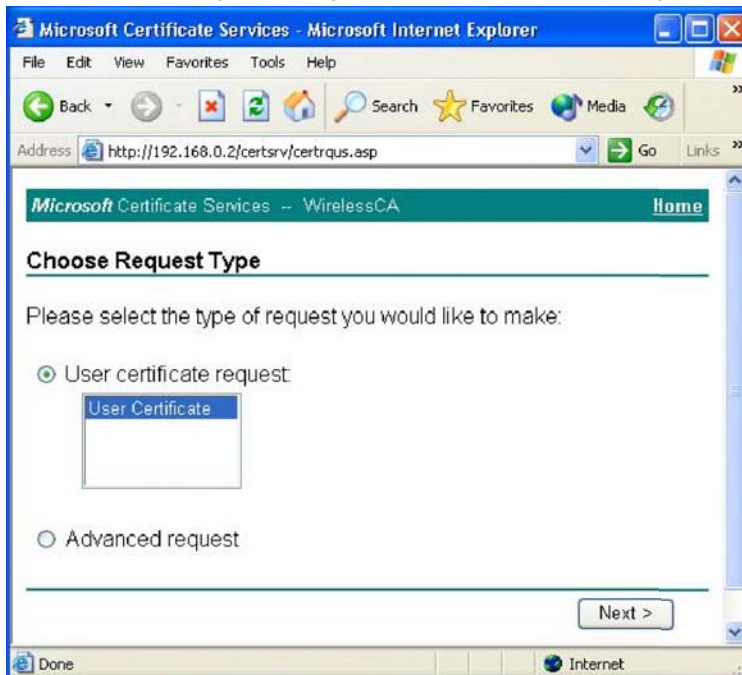 Microsoft Certificate Services - Microsoft Internet Explorer
File Edit View Favorites Tools Help
Back Search Favorites Media »
Address http://192.168.0.2/certsrv/certrqus.asp Go Links »
Microsoft Certificate Services -- WirelessCA Home
Choose Request Type
Please select the type of request you would like to make:
User certificate request:
User Certificate
Advanced request
Next >
Done Internet